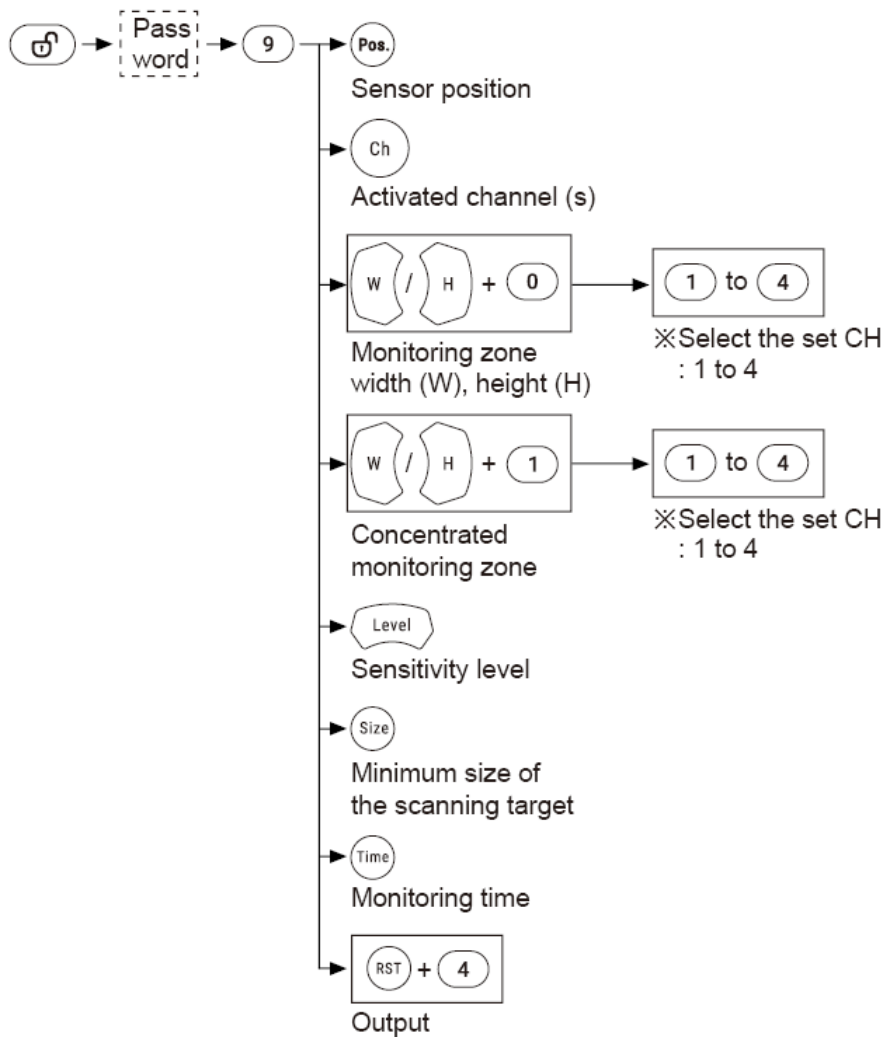 Pass
word
9
Pos.
Sensor position
Ch
Activated channel (s)
W / H + 0
1 to 4
Monitoring zone
width (W), height (H)
※Select the set CH
: 1 to 4
W / H + 1
1 to 4
Concentrated
monitoring zone
※Select the set CH
: 1 to 4
Level
Sensitivity level
Size
Minimum size of
the scanning target
Time
Monitoring time
RST + 4
Output